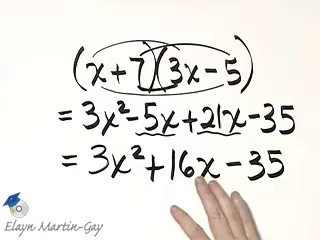 (x+7)(3x-5)
= 3x²-5x+21x-35
= 3x²+16x-35
Elayn Martin-Gay